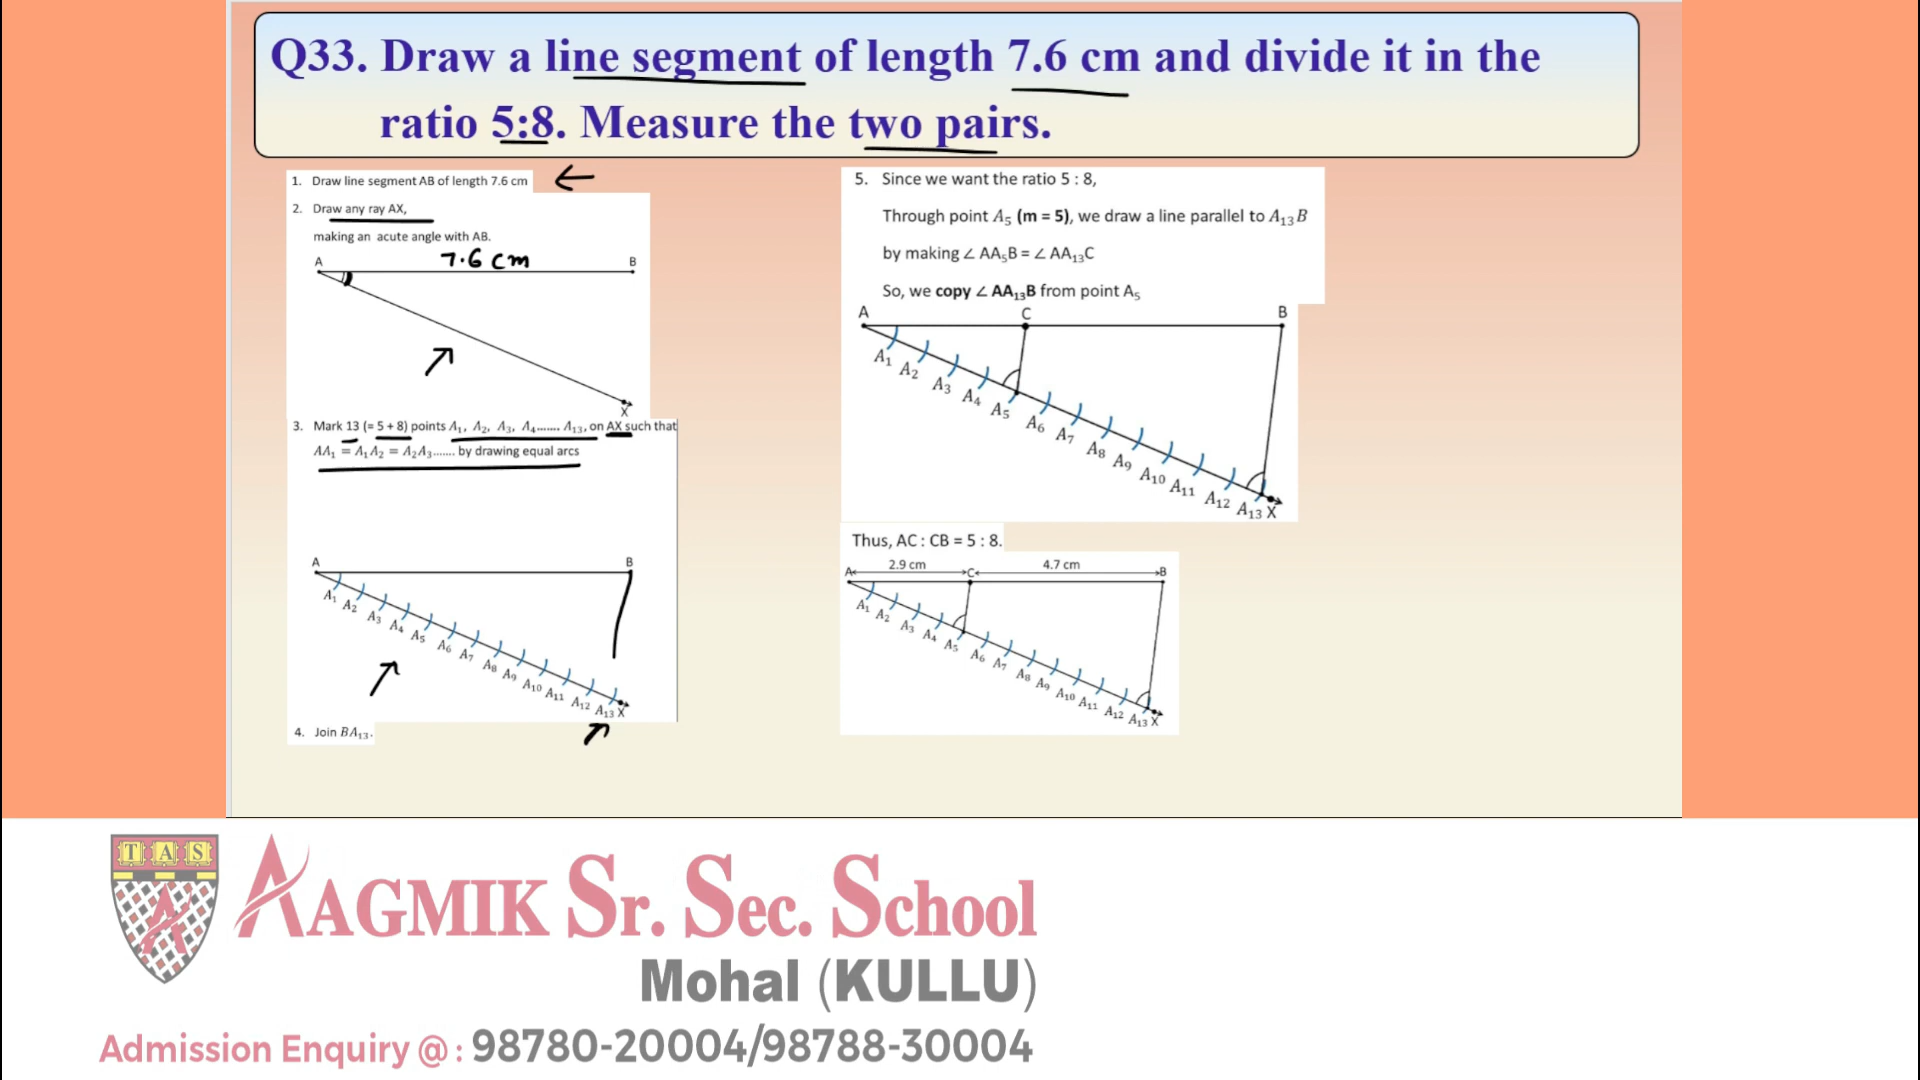 Q33. Draw a line segment of length 7.6 cm and divide it in the
ratio 5:8. Measure the two pairs.
1. Draw line segment AB of length 7.6 cm
2. Draw any ray AX,
making an acute angle with AB.
A 7.6 cm B
X
3. Mark 13 (= 5 + 8) points A₁, A₂, A₃, A₄....... A₁₃, on AX such that
AA₁ = A₁A₂ = A₂A₃....... by drawing equal arcs
A B
A₁ A₂ A₃ A₄ A₅ A₆ A₇ A₈ A₉ A₁₀ A₁₁ A₁₂ A₁₃ X
4. Join BA₁₃.
5. Since we want the ratio 5 : 8,
Through point A₅ (m = 5), we draw a line parallel to A₁₃B
by making ∠ AA₅B = ∠ AA₁₃C
So, we copy ∠ AA₁₃B from point A₅
A C B
A₁ A₂ A₃ A₄ A₅ A₆ A₇ A₈ A₉ A₁₀ A₁₁ A₁₂ A₁₃ X
Thus, AC : CB = 5 : 8.
A 2.9 cm C 4.7 cm B
A₁ A₂ A₃ A₄ A₅ A₆ A₇ A₈ A₉ A₁₀ A₁₁ A₁₂ A₁₃ X
TAS
AAGMIK Sr. Sec. School
Mohal (KULLU)
Admission Enquiry @ : 98780-20004/98788-30004